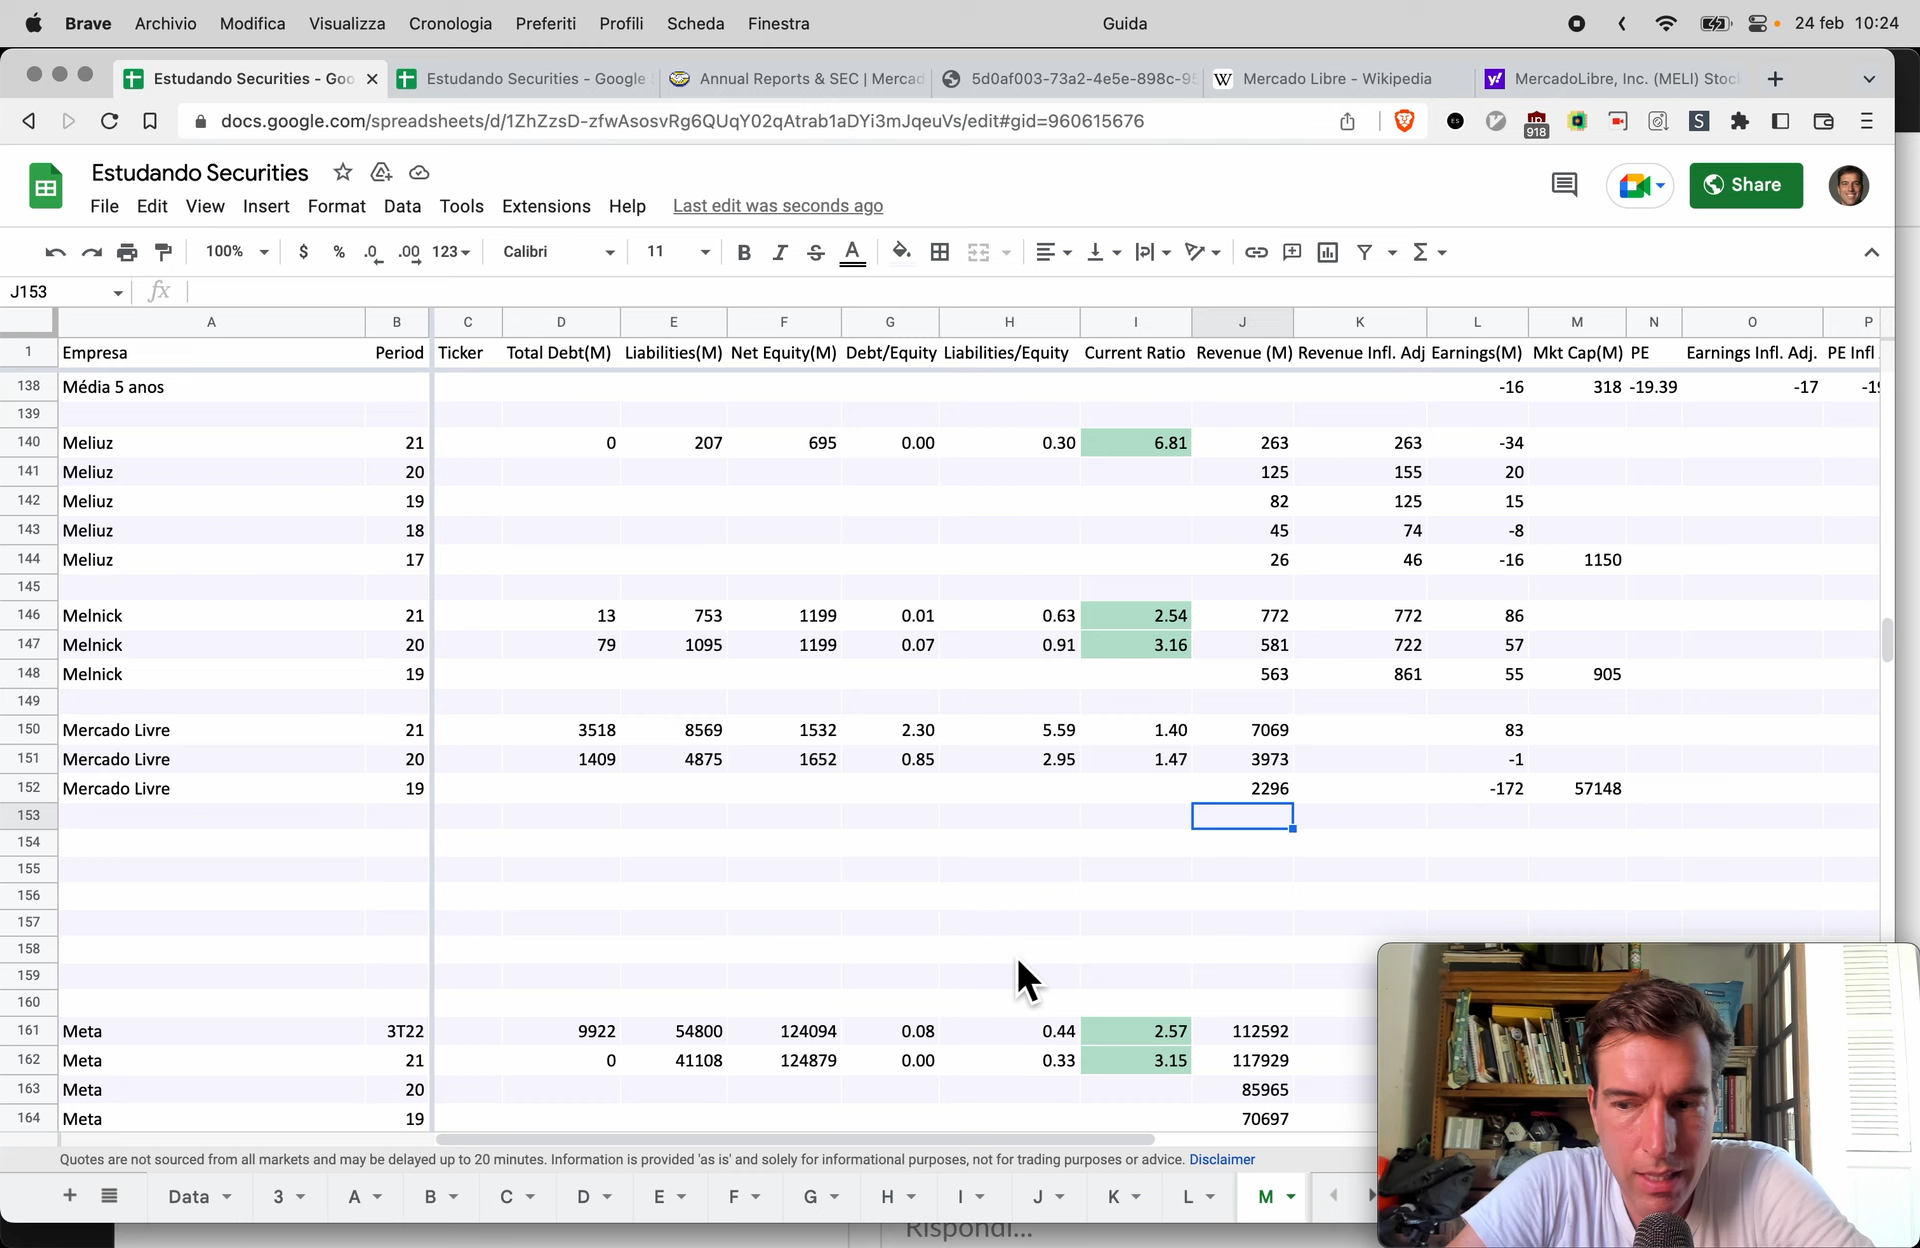 Brave Archivio Modifica Visualizza Cronologia Preferiti Profili Scheda Finestra Guida 24 feb 10:24
Estudando Securities - Goo Estudando Securities - Google Annual Reports & SEC | Mercad 5d0af003-73a2-4e5e-898c- Mercado Libre - Wikipedia MercadoLibre, Inc. (MELI) Stoc
docs.google.com/spreadsheets/d/1ZhZzsD-zfwAsosvRg6QUqY02qAtrab1aDYi3mJqeuVs/edit#gid=960615676 918
Estudando Securities Share
File Edit View Insert Format Data Tools Extensions Help Last edit was seconds ago
100% $ % .0 .00 123 Calibri 11 B I S A
J153 fx
A B C D E F G H I J K L M N O P
1 Empresa Period Ticker Total Debt(M) Liabilities(M) Net Equity(M) Debt/Equity Liabilities/Equity Current Ratio Revenue (M) Revenue Infl. Adj Earnings(M) Mkt Cap(M) PE Earnings Infl. Adj. PE Infl
138 Média 5 anos -16 318 -19.39 -17
139
140 Meliuz 21 0 207 695 0.00 0.30 6.81 263 263 -34
141 Meliuz 20 125 155 20
142 Meliuz 19 82 125 15
143 Meliuz 18 45 74 -8
144 Meliuz 17 26 46 -16 1150
145
146 Melnick 21 13 753 1199 0.01 0.63 2.54 772 772 86
147 Melnick 20 79 1095 1199 0.07 0.91 3.16 581 722 57
148 Melnick 19 563 861 55 905
149
150 Mercado Livre 21 3518 8569 1532 2.30 5.59 1.40 7069 83
151 Mercado Livre 20 1409 4875 1652 0.85 2.95 1.47 3973 -1
152 Mercado Livre 19 2296 -172 57148
153
154
155
156
157
158
159
160
161 Meta 3T22 9922 54800 124094 0.08 0.44 2.57 112592
162 Meta 21 0 41108 124879 0.00 0.33 3.15 117929
163 Meta 20 85965
164 Meta 19 70697
Quotes are not sourced from all markets and may be delayed up to 20 minutes. Information is provided 'as is' and solely for informational purposes, not for trading purposes or advice. Disclaimer
+ Data 3 A B C D E F G H I J K L M
Rispondi...